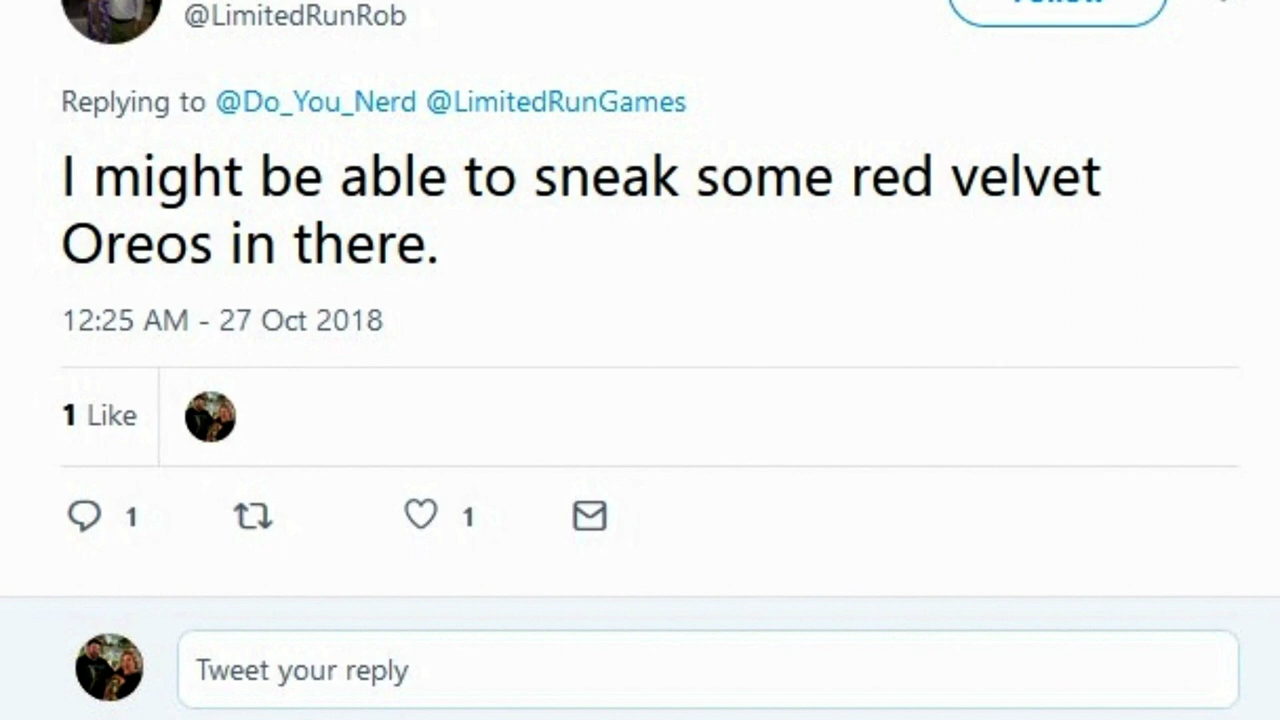 @LimitedRunRob
Replying to @Do_You_Nerd @LimitedRunGames
I might be able to sneak some red velvet
Oreos in there.
12:25 AM - 27 Oct 2018
1 Like
1 1
Tweet your reply